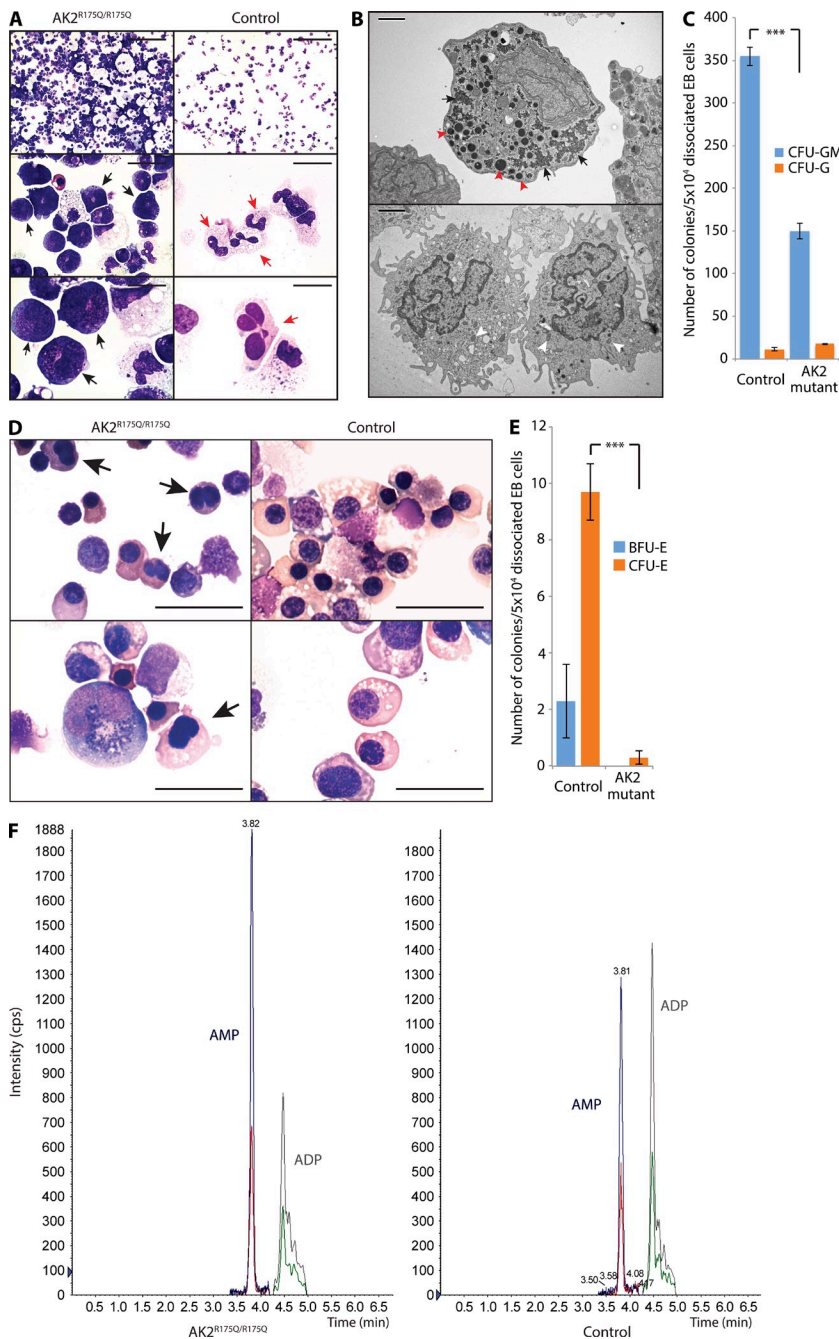 A
AK2R175Q/R175Q
Control
B
C
Number of colonies/5x10⁴ dissociated EB cells
400
350
300
250
200
150
100
50
0
***
CFU-GM
CFU-G
Control
AK2
mutant
D
AK2R175Q/R175Q
Control
E
Number of colonies/5x10⁴ dissociated EB cells
12
10
8
6
4
2
0
***
BFU-E
CFU-E
Control
AK2
mutant
F
Intensity (cps)
1888
1800
1700
1600
1500
1400
1300
1200
1100
1000
900
800
700
600
500
400
300
200
100
0
3.82
AMP
ADP
0.5 1.0 1.5 2.0 2.5 3.0 3.5 4.0 4.5 5.0 5.5 6.0 6.5
Time (min)
AK2R175Q/R175Q
1800
1700
1600
1500
1400
1300
1200
1100
1000
900
800
700
600
500
400
300
200
100
0
3.81
AMP
ADP
3.50
3.58
4.08
4.17
0.5 1.0 1.5 2.0 2.5 3.0 3.5 4.0 4.5 5.0 5.5 6.0 6.5
Time (min)
Control